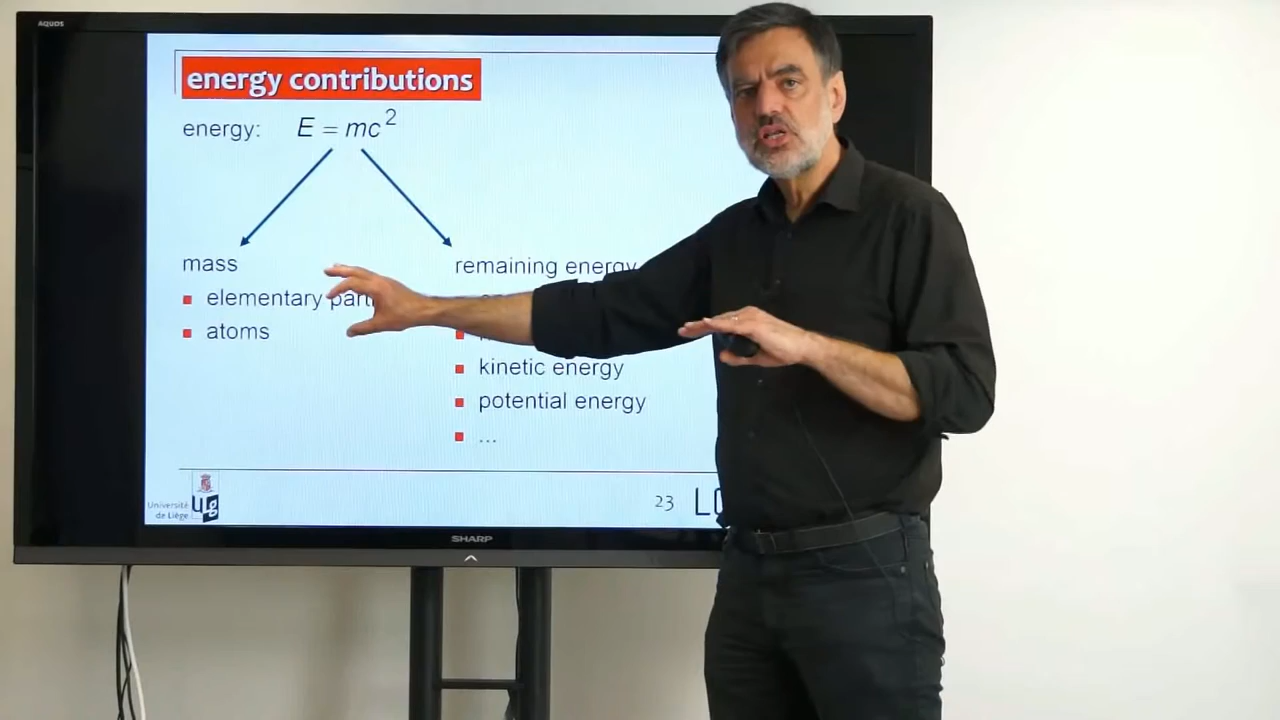 AQUOS
energy contributions
energy: E = mc2
mass
remaining energy
elementary
atoms
kinetic energy
potential energy
...
Université
de Liège
23
SHARP